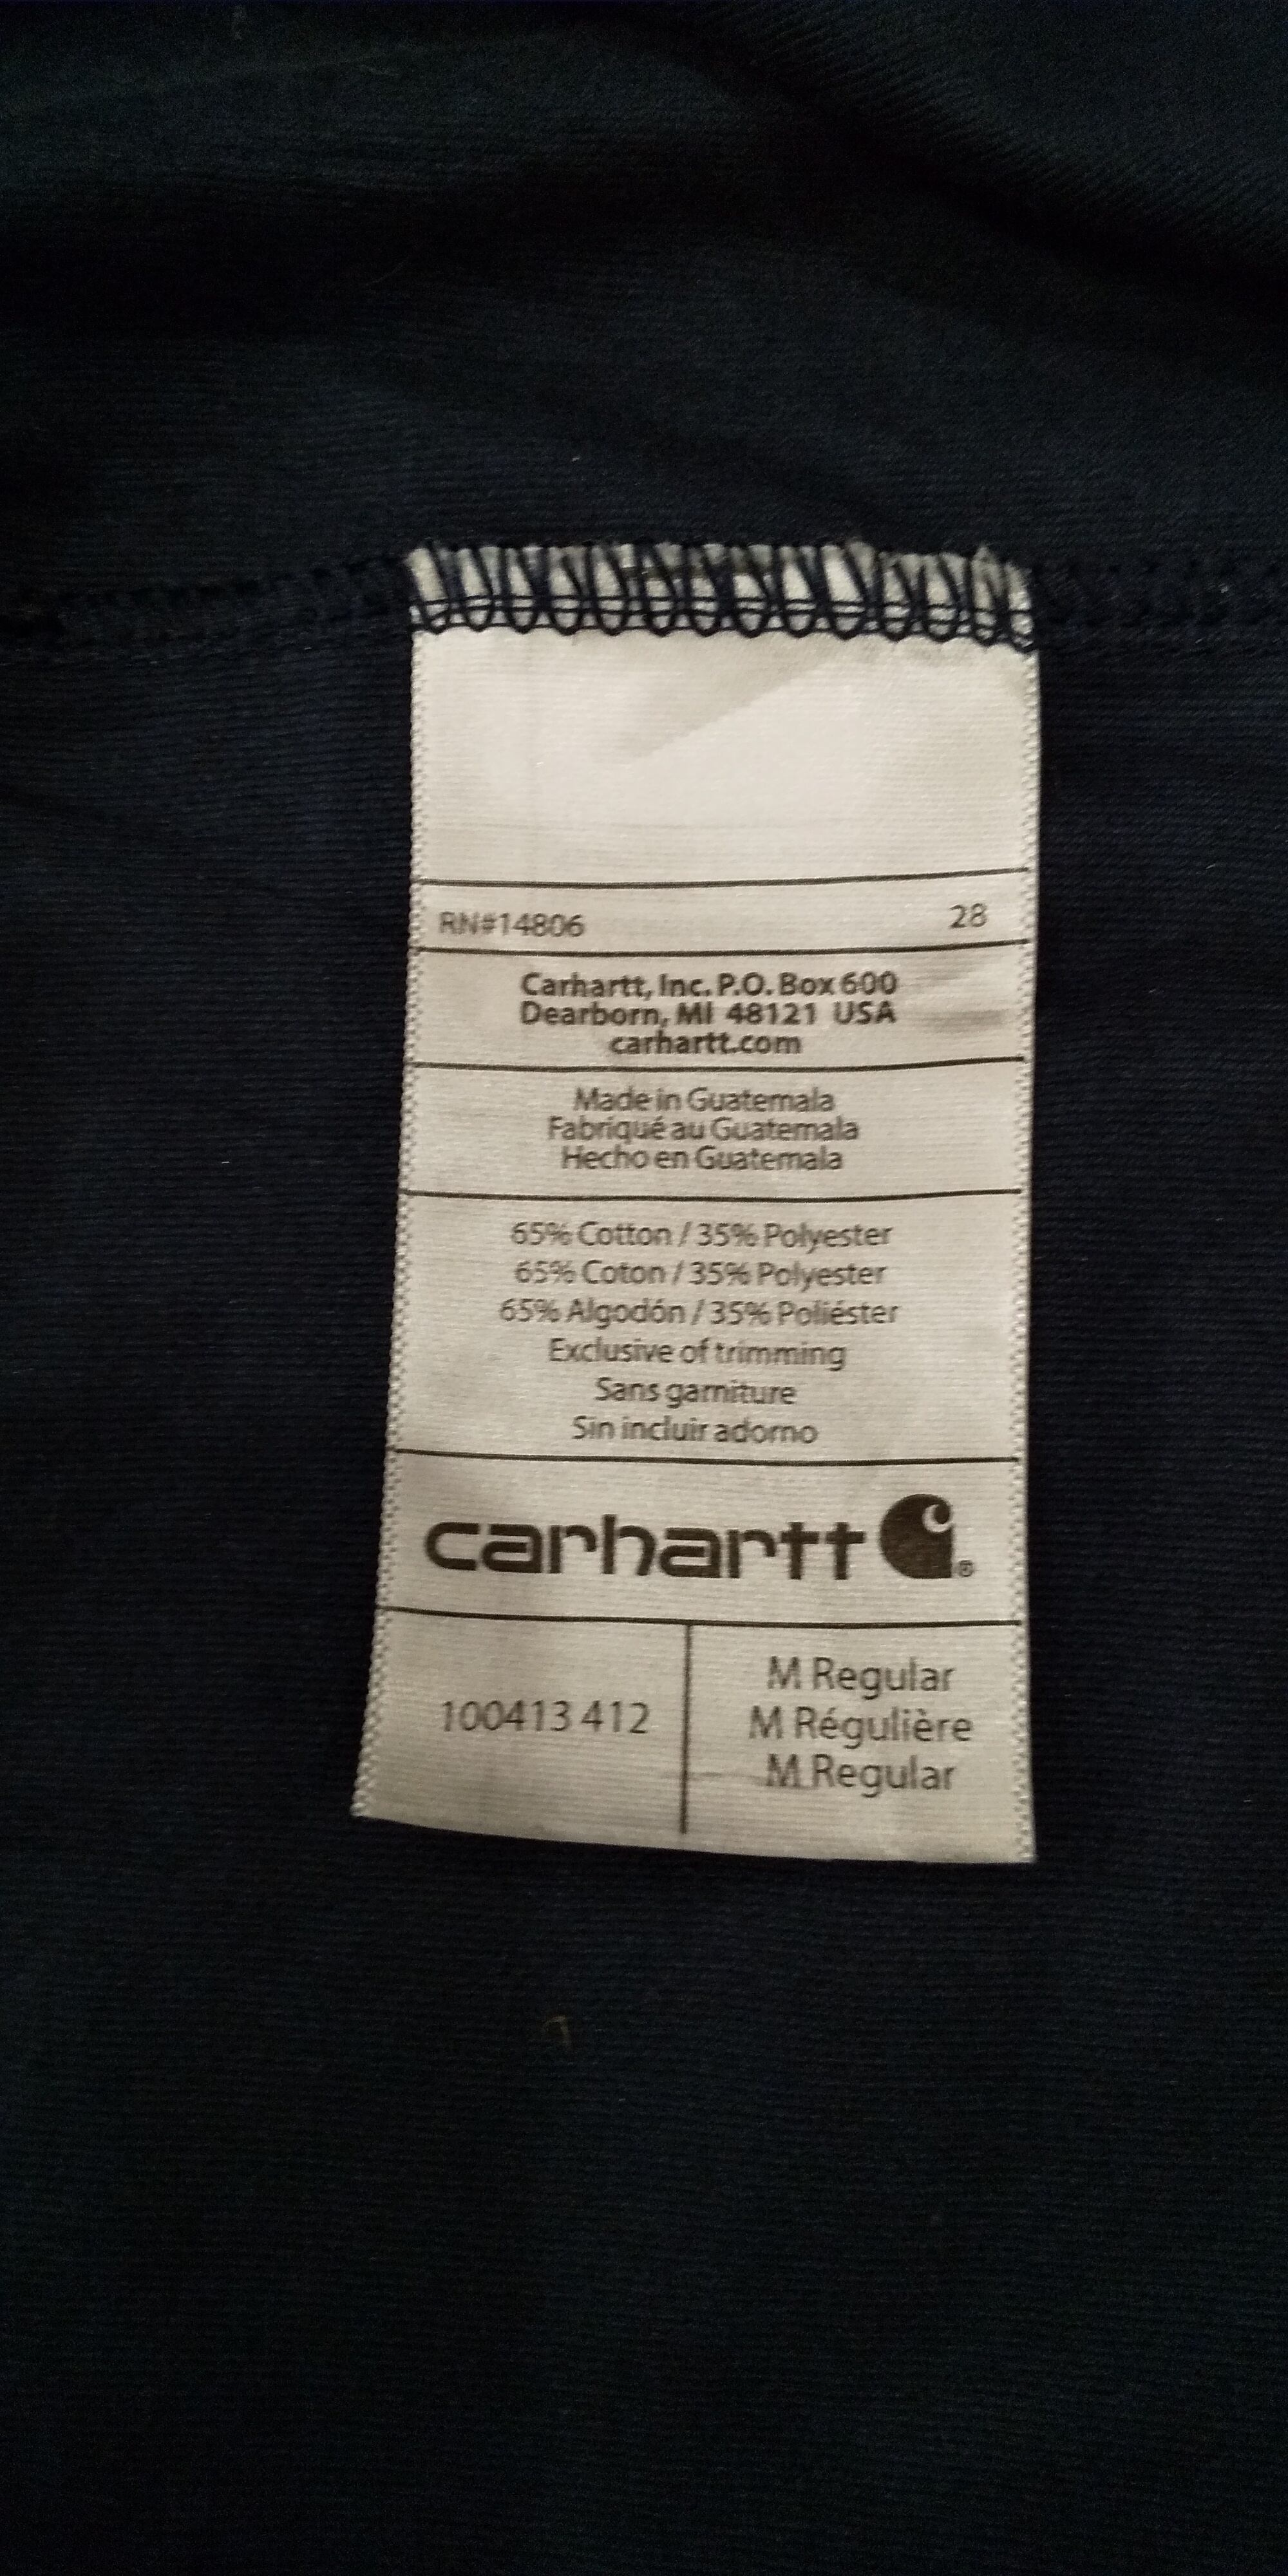 RN#14806 28
Carhartt, Inc. P.O. Box 600
Dearborn, MI 48121 USA
carhartt.com
Made in Guatemala
Fabriqué au Guatemala
Hecho en Guatemala
65% Cotton / 35% Polyester
65% Coton / 35% Polyester
65% Algodón / 35% Poliéster
Exclusive of trimming
Sans garniture
Sin incluir adorno
carhartt ®
100413 412
M Regular
M Régulière
M Regular